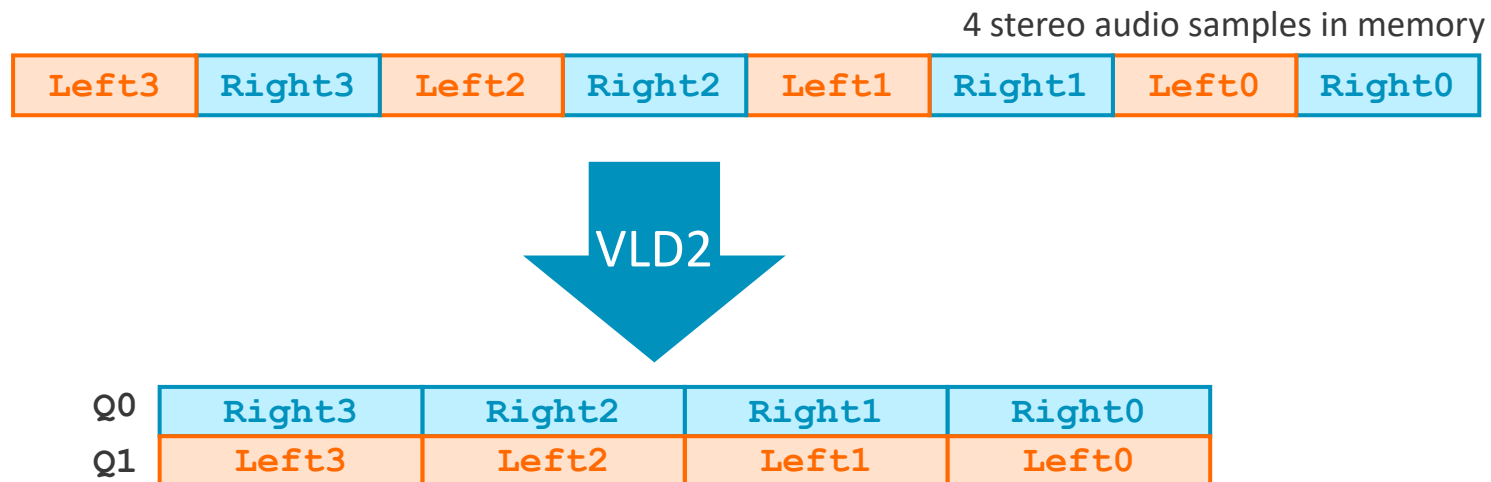 4 stereo audio samples in memory
Left3 Right3 Left2 Right2 Left1 Right1 Left0 Right0
VLD2
Q0 Right3 Right2 Right1 Right0
Q1 Left3 Left2 Left1 Left0